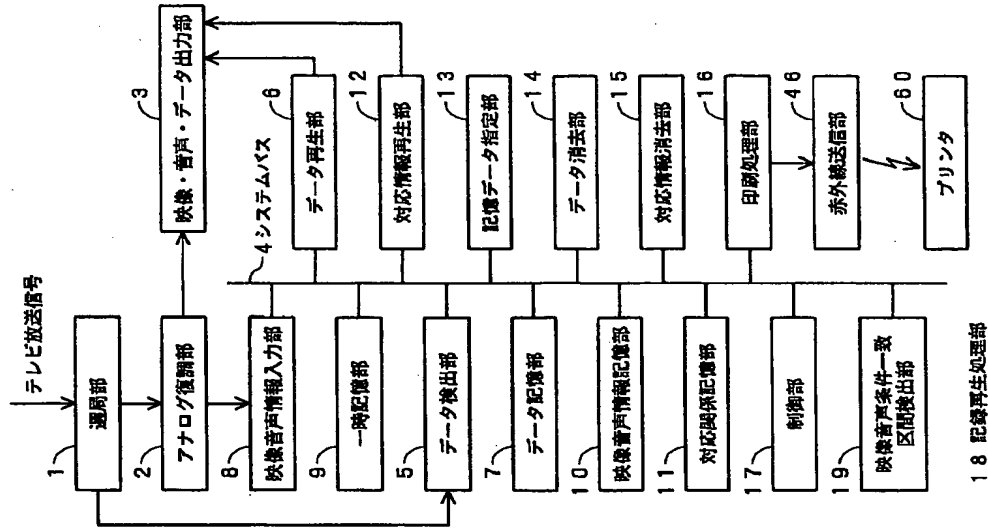 テレビ放送信号
1 選局部
2 アナログ復調部
3 映像・音声・データ出力部
4 システムバス
8 映像音声情報入力部
9 一時記憶部
5 データ検出部
7 データ記憶部
10 映像音声情報記憶部
11 対応関係記憶部
17 制御部
19 映像音声条件一致
区間検出部
6 データ再生部
12 対応情報再生部
13 記憶データ指定部
14 データ消去部
15 対応情報消去部
16 印刷処理部
46 赤外線送信部
60 プリンタ
18 記録再生処理部